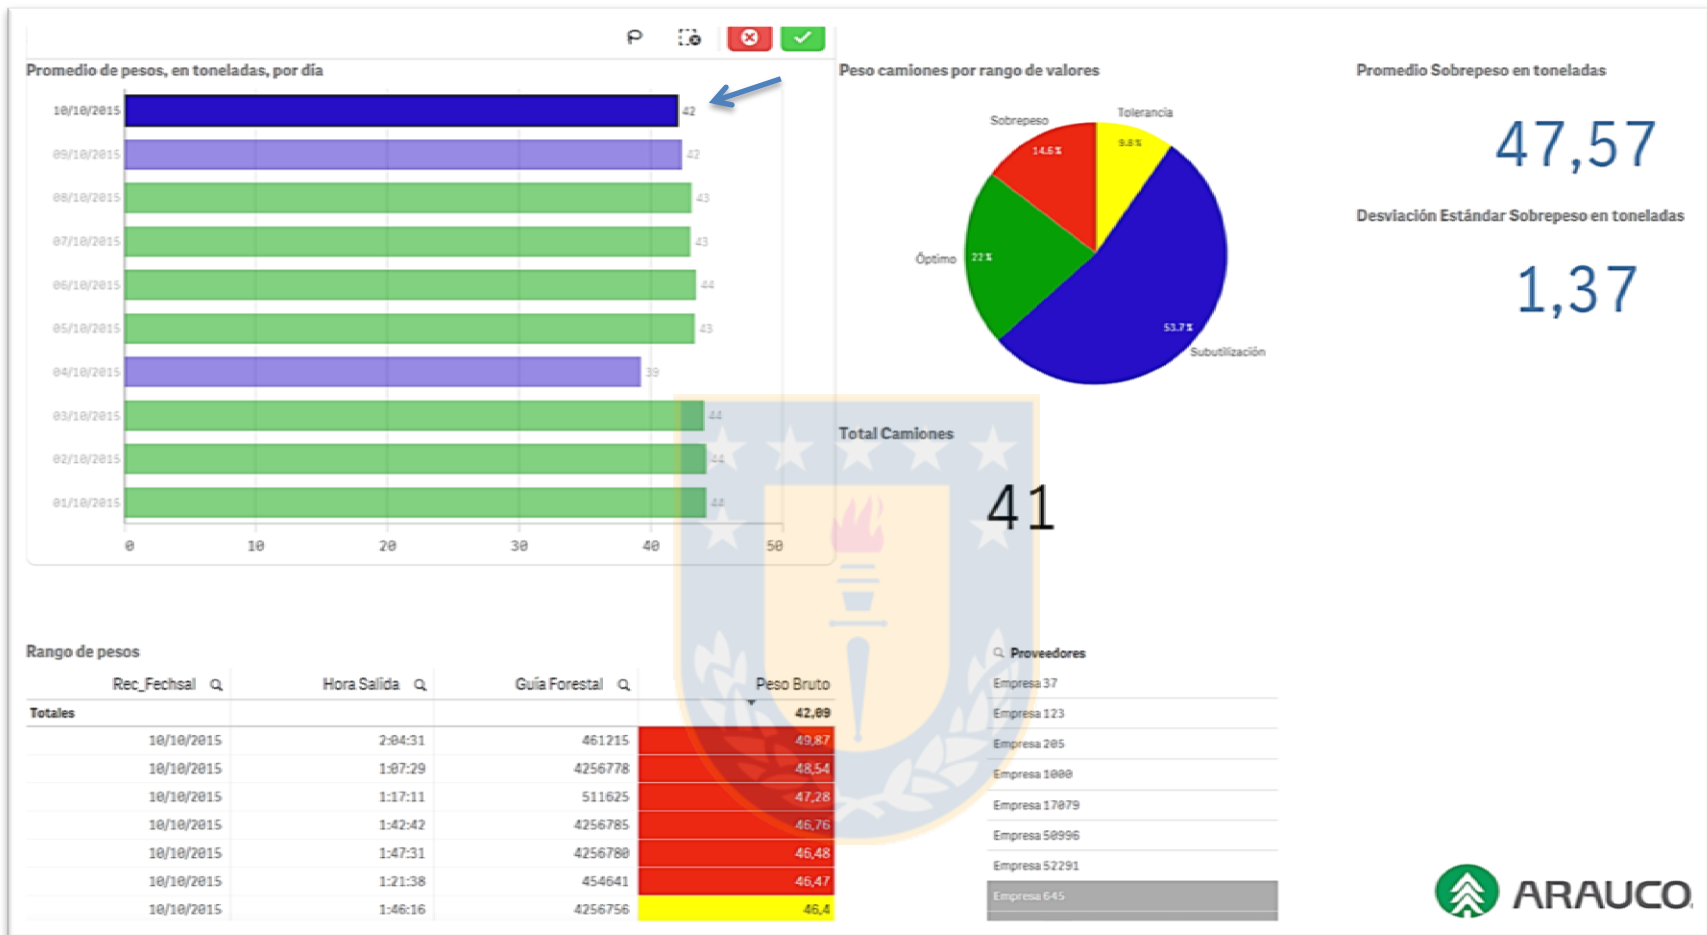 Promedio de pesos, en toneladas, por día
10/10/2015 42
09/10/2015 42
08/10/2015 43
07/10/2015 43
06/10/2015 44
05/10/2015 43
04/10/2015 39
03/10/2015 44
02/10/2015 44
01/10/2015 44
0 10 20 30 40 50
Peso camiones por rango de valores
Sobrepeso
Tolerancia
14.6%
9.8%
Óptimo
22%
53.7%
Subutilización
Promedio Sobrepeso en toneladas
47,57
Desviación Estándar Sobrepeso en toneladas
1,37
Total Camiones
41
Rango de pesos
Rec_Fechsal Hora Salida Guía Forestal Peso Bruto
Totales 42,09
10/10/2015 2:04:31 461215 49,87
10/10/2015 1:07:29 4256778 48,54
10/10/2015 1:17:11 511625 47,28
10/10/2015 1:42:42 4256785 46,76
10/10/2015 1:47:31 4256780 46,48
10/10/2015 1:21:38 454641 46,47
10/10/2015 1:46:16 4256756 46,4
Proveedores
Empresa 37
Empresa 123
Empresa 205
Empresa 1000
Empresa 17079
Empresa 50996
Empresa 52291
Empresa 645
ARAUCO